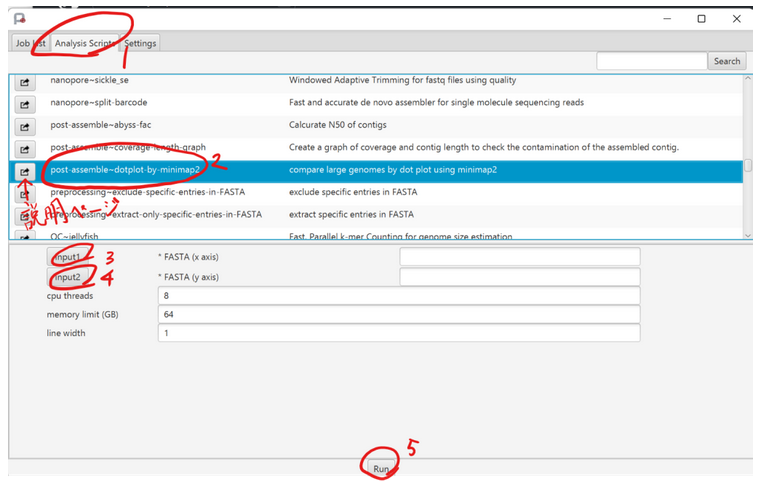 Job List Analysis Scripts Settings
1
Search
nanopore~sickle_se Windowed Adaptive Trimming for fastq files using quality
nanopore~split-barcode Fast and accurate de novo assembler for single molecule sequencing reads
post-assemble~abyss-fac Calcurate N50 of contigs
post-assemble~coverage-length-graph Create a graph of coverage and contig length to check the contamination of the assembled contig.
post-assemble~dotplot-by-minimap2 2 compare large genomes by dot plot using minimap2
preprocessing~exclude-specific-entries-in-FASTA exclude specific entries in FASTA
説明ページ
preprocessing~extract-only-specific-entries-in-FASTA extract specific entries in FASTA
QC~jellyfish Fast, Parallel k-mer Counting for genome size estimation
input1 3 * FASTA (x axis)
input2 4 * FASTA (y axis)
cpu threads 8
memory limit (GB) 64
line width 1
5
Run